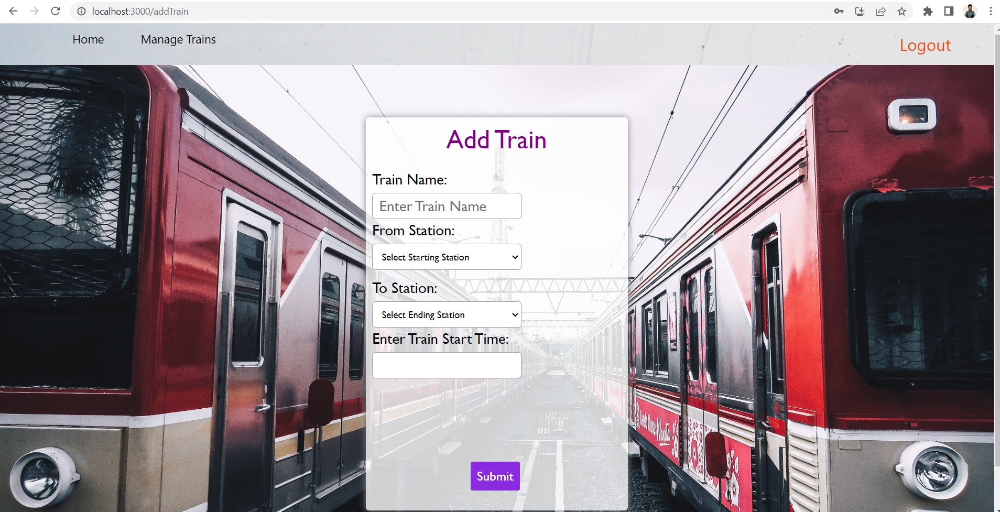 localhost:3000/addTrain
Home Manage Trains Logout
Add Train
Train Name:
Enter Train Name
From Station:
Select Starting Station
To Station:
Select Ending Station
Enter Train Start Time:
Submit